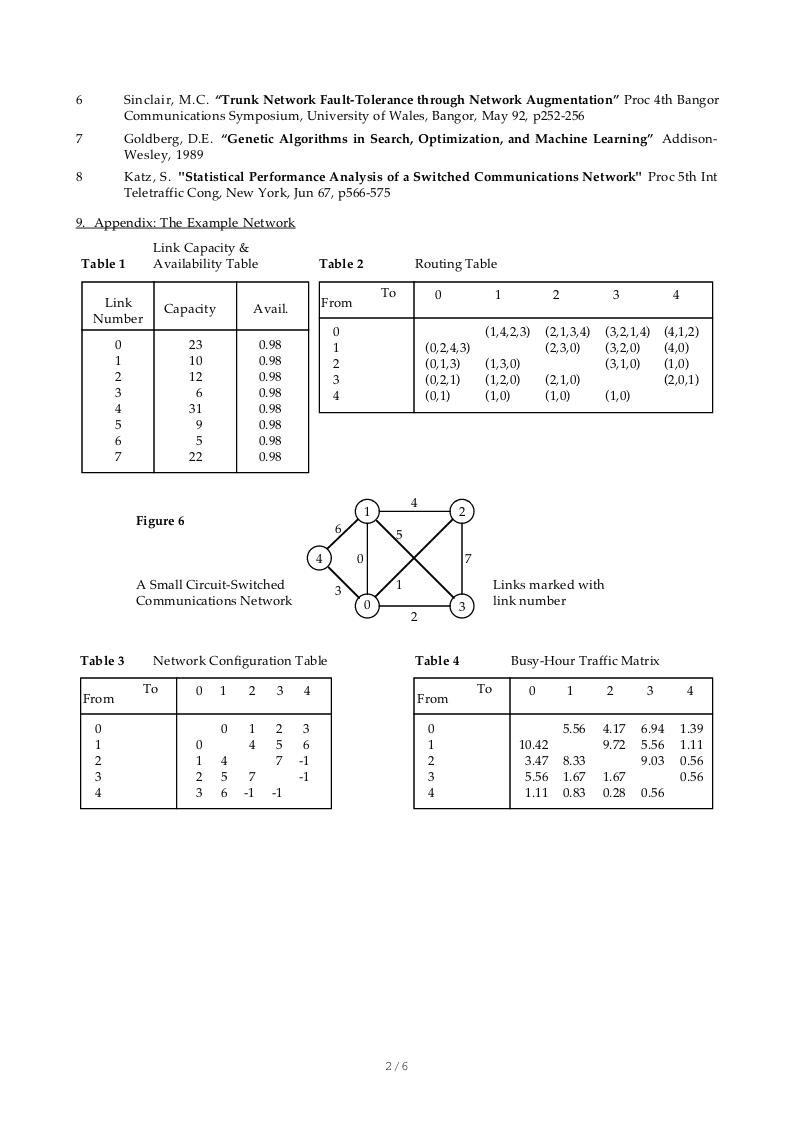 6 Sinclair, M.C. “Trunk Network Fault-Tolerance through Network Augmentation” Proc 4th Bangor
Communications Symposium, University of Wales, Bangor, May 92, p252-256
7 Goldberg, D.E. “Genetic Algorithms in Search, Optimization, and Machine Learning” Addison-
Wesley, 1989
8 Katz, S. "Statistical Performance Analysis of a Switched Communications Network" Proc 5th Int
Teletraffic Cong, New York, Jun 67, p566-575
9. Appendix: The Example Network
Link Capacity &
Table 1 Availability Table
Link
Number Capacity Avail.
0 23 0.98
1 10 0.98
2 12 0.98
3 6 0.98
4 31 0.98
5 9 0.98
6 5 0.98
7 22 0.98
Table 2 Routing Table
To 0 1 2 3 4
From
0 (1,4,2,3) (2,1,3,4) (3,2,1,4) (4,1,2)
1 (0,2,4,3) (2,3,0) (3,2,0) (4,0)
2 (0,1,3) (1,3,0) (3,1,0) (1,0)
3 (0,2,1) (1,2,0) (2,1,0) (2,0,1)
4 (0,1) (1,0) (1,0) (1,0)
Figure 6
A Small Circuit-Switched
Communications Network
1 4 2
6 5
4 0 7
3 1
0 2 3
Links marked with
link number
Table 3 Network Configuration Table
To 0 1 2 3 4
From
0 0 1 2 3
1 0 4 5 6
2 1 4 7 -1
3 2 5 7 -1
4 3 6 -1 -1
Table 4 Busy-Hour Traffic Matrix
To 0 1 2 3 4
From
0 5.56 4.17 6.94 1.39
1 10.42 9.72 5.56 1.11
2 3.47 8.33 9.03 0.56
3 5.56 1.67 1.67 0.56
4 1.11 0.83 0.28 0.56
2 / 6